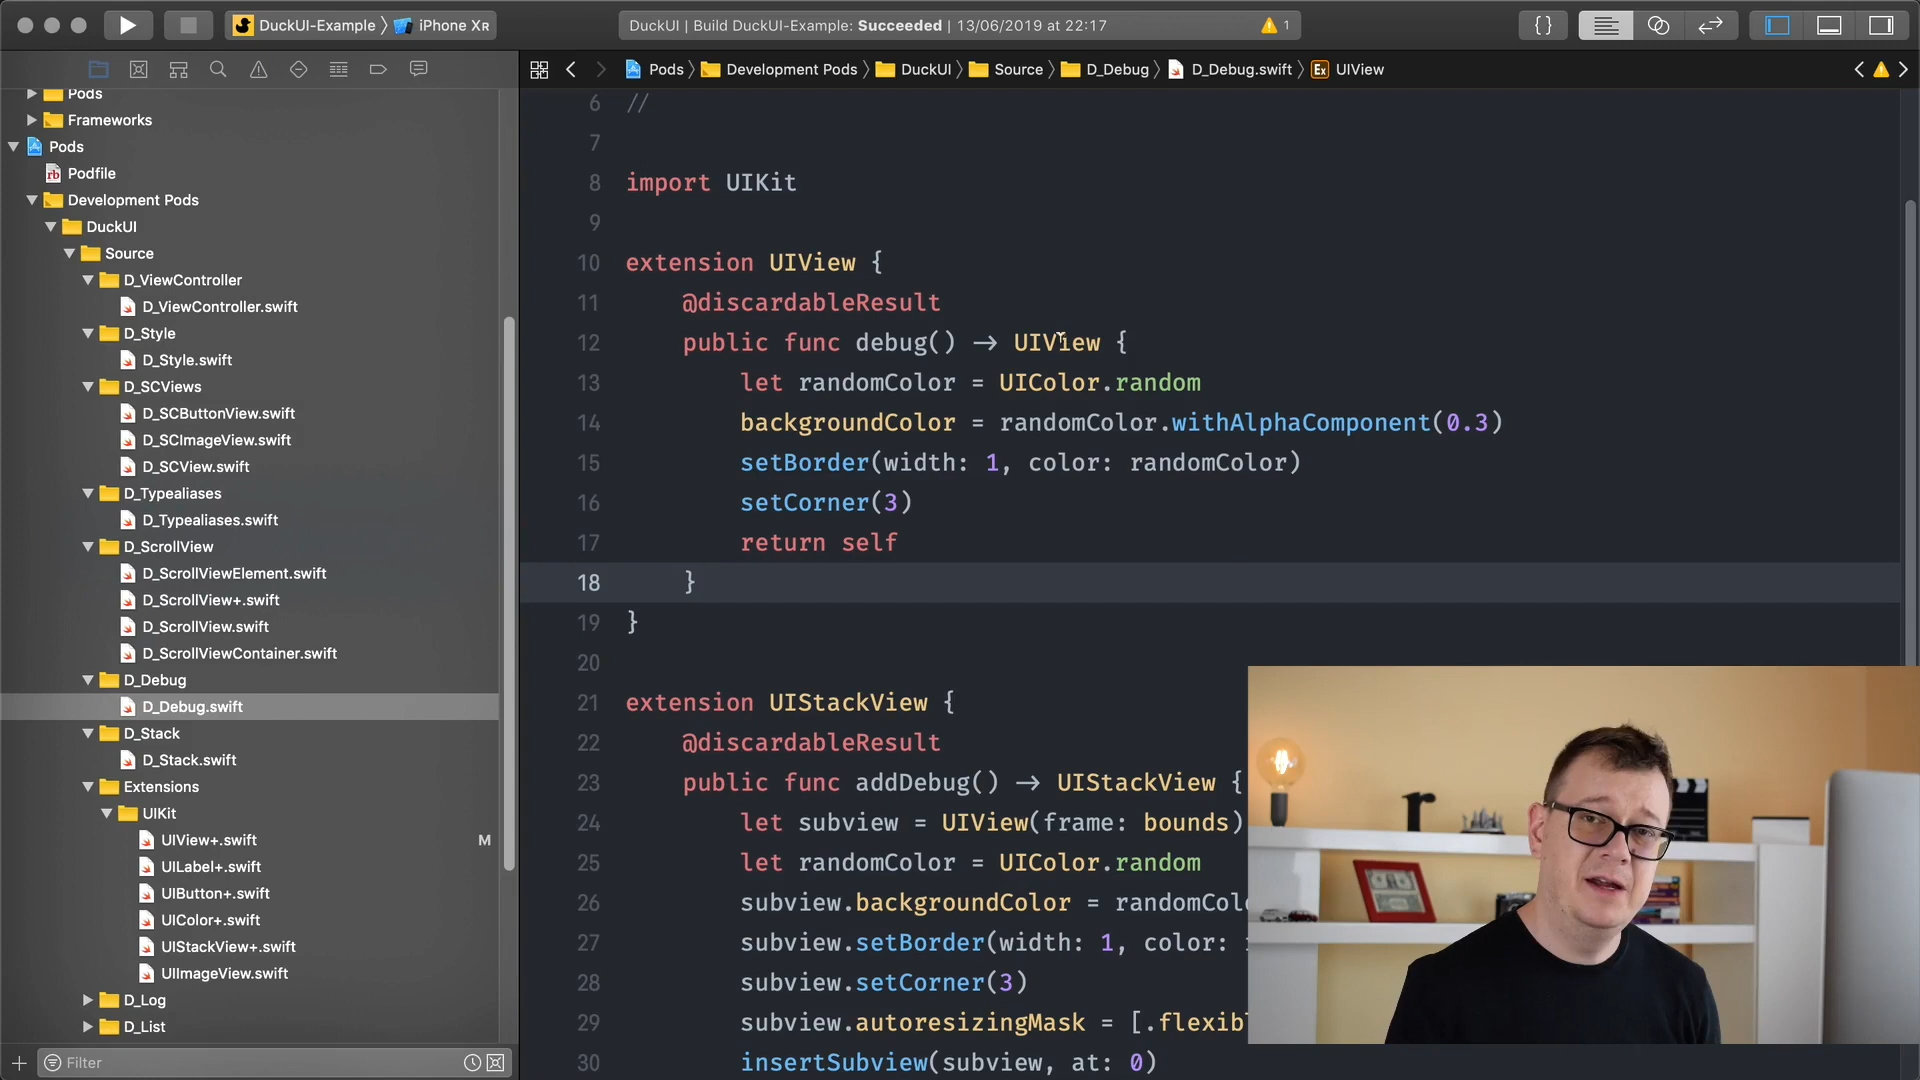 DuckUI-Example
iPhone XR
DuckUI | Build DuckUI-Example: Succeeded | 13/06/2019 at 22:17
1
{}
Pods
Development Pods
DuckUI
Source
D_Debug
D_Debug.swift
Ex
UIView
Pods
Frameworks
Pods
rb Podfile
Development Pods
DuckUI
Source
D_ViewController
D_ViewController.swift
D_Style
D_Style.swift
D_SCViews
D_SCButtonView.swift
D_SCImageView.swift
D_SCView.swift
D_Typealiases
D_Typealiases.swift
D_ScrollView
D_ScrollViewElement.swift
D_ScrollView+.swift
D_ScrollView.swift
D_ScrollViewContainer.swift
D_Debug
D_Debug.swift
D_Stack
D_Stack.swift
Extensions
UIKit
UIView+.swift M
UILabel+.swift
UIButton+.swift
UIColor+.swift
UIStackView+.swift
UIImageView.swift
D_Log
D_List
Filter
6 //
7
8 import UIKit
9
10 extension UIView {
11 @discardableResult
12 public func debug() -> UIView {
13 let randomColor = UIColor.random
14 backgroundColor = randomColor.withAlphaComponent(0.3)
15 setBorder(width: 1, color: randomColor)
16 setCorner(3)
17 return self
18 }
19 }
20
21 extension UIStackView {
22 @discardableResult
23 public func addDebug() -> UIStackView {
24 let subview = UIView(frame: bounds)
25 let randomColor = UIColor.random
26 subview.backgroundColor = randomCol
27 subview.setBorder(width: 1, color:
28 subview.setCorner(3)
29 subview.autoresizingMask = [.flexib
30 insertSubview(subview, at: 0)